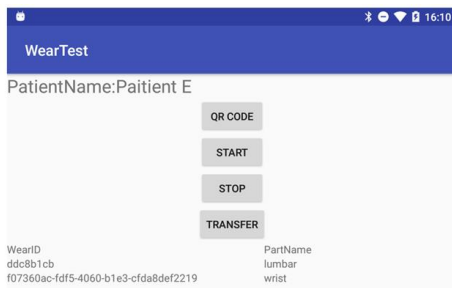 16:10
WearTest
PatientName:Paitient E
QR CODE
START
STOP
TRANSFER
WearID PartName
ddc8b1cb lumbar
f07360ac-fdf5-4060-b1e3-cfda8def2219 wrist